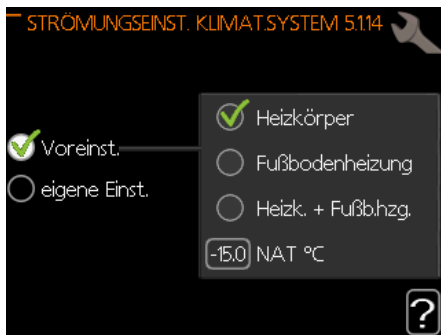 STRÖMUNGSEINST. KLIMAT.SYSTEM 5.1.14
Voreinst.
eigene Einst.
Heizkörper
Fußbodenheizung
Heizk. + Fußb.hzg.
-15.0 NAT °C
?